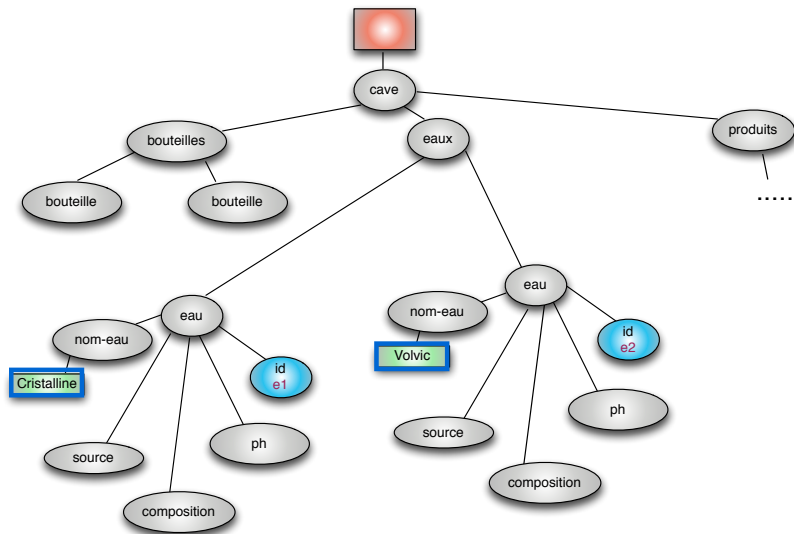 cave
bouteilles
eaux
produits
bouteille
bouteille
.....
eau
eau
nom-eau
nom-eau
Cristalline
Volvic
id
e1
id
e2
source
ph
source
ph
composition
composition